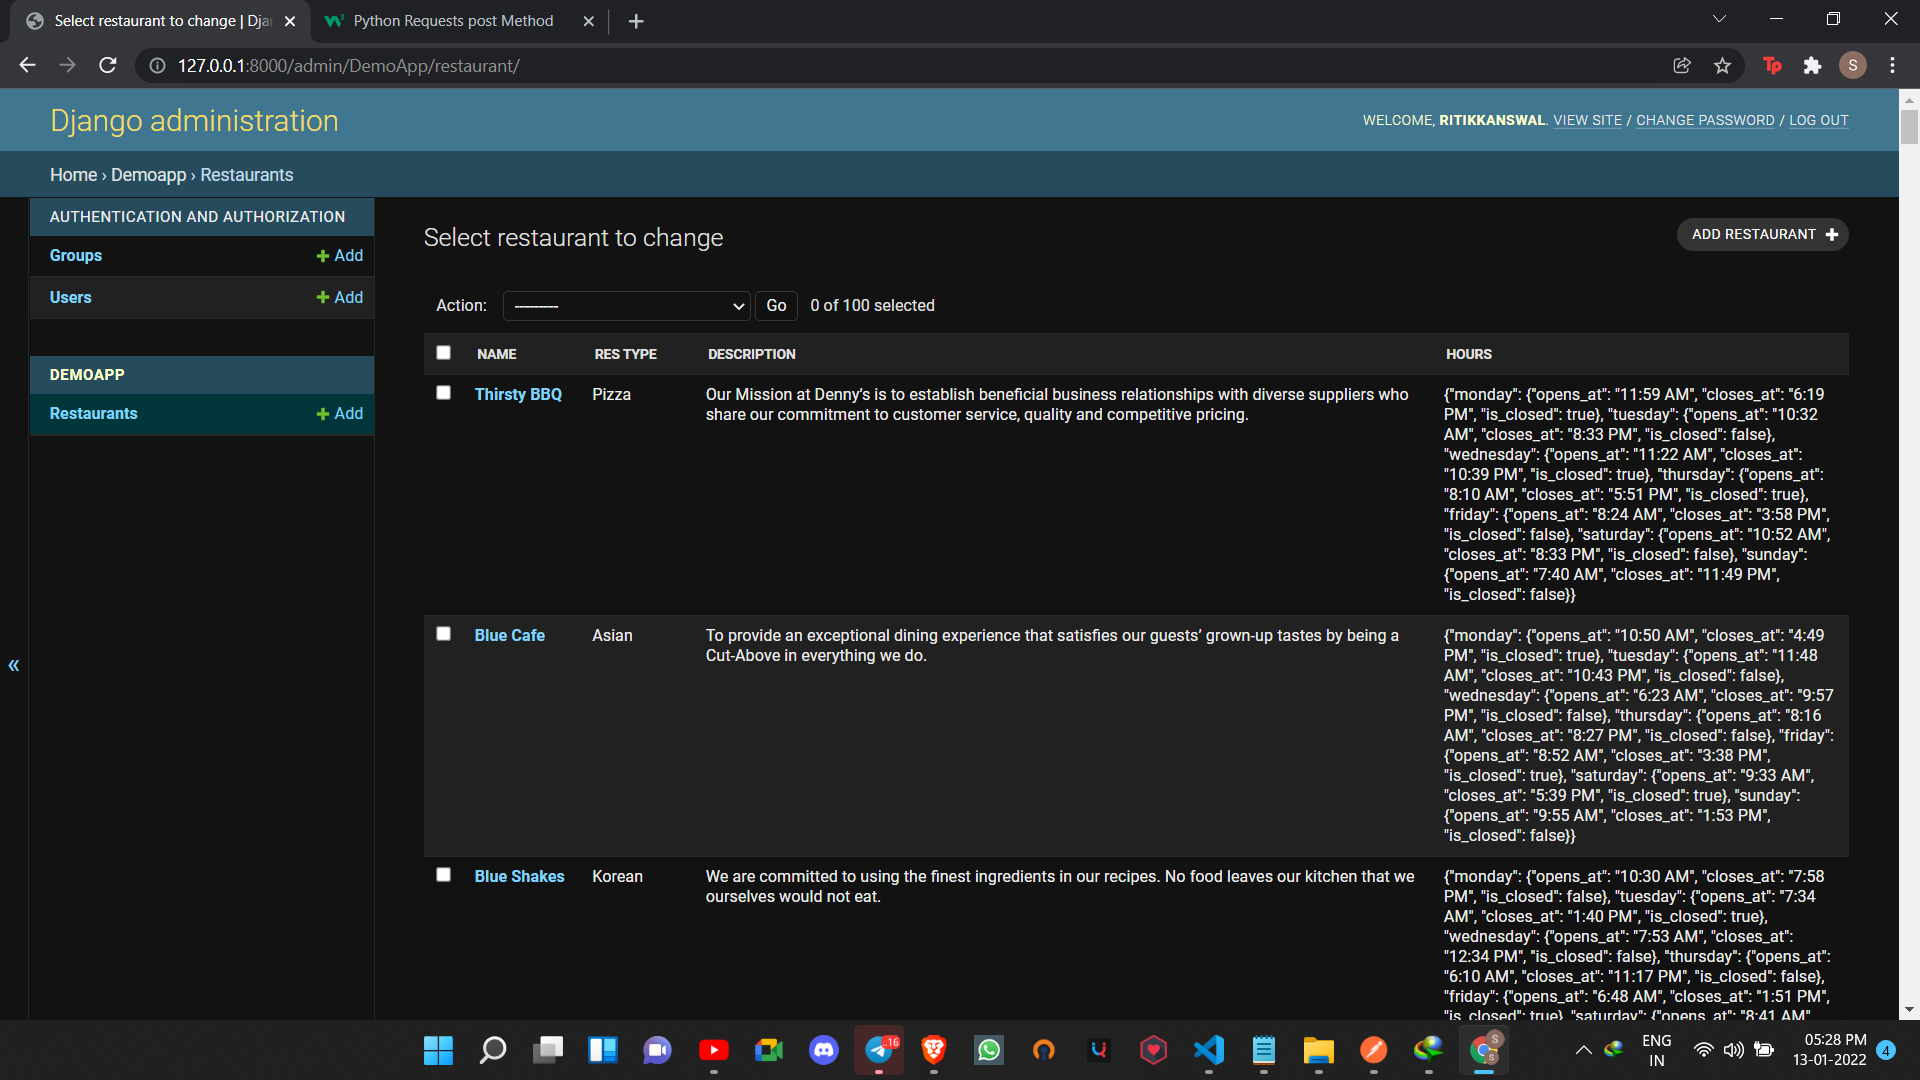 Select restaurant to change | Dja
Python Requests post Method
127.0.0.1:8000/admin/DemoApp/restaurant/
S
Django administration
WELCOME, RITIKKANSWAL. VIEW SITE / CHANGE PASSWORD / LOG OUT
Home › Demoapp › Restaurants
AUTHENTICATION AND AUTHORIZATION
Groups + Add
Users + Add
DEMOAPP
Restaurants + Add
«
Select restaurant to change
ADD RESTAURANT +
Action: --------- Go 0 of 100 selected
NAME RES TYPE DESCRIPTION HOURS
Thirsty BBQ
Pizza
Our Mission at Denny’s is to establish beneficial business relationships with diverse suppliers who
share our commitment to customer service, quality and competitive pricing.
{"monday": {"opens_at": "11:59 AM", "closes_at": "6:19
PM", "is_closed": true}, "tuesday": {"opens_at": "10:32
AM", "closes_at": "8:33 PM", "is_closed": false},
"wednesday": {"opens_at": "11:22 AM", "closes_at":
"10:39 PM", "is_closed": true}, "thursday": {"opens_at":
"8:10 AM", "closes_at": "5:51 PM", "is_closed": true},
"friday": {"opens_at": "8:24 AM", "closes_at": "3:58 PM",
"is_closed": false}, "saturday": {"opens_at": "10:52 AM",
"closes_at": "8:33 PM", "is_closed": false}, "sunday":
{"opens_at": "7:40 AM", "closes_at": "11:49 PM",
"is_closed": false}}
Blue Cafe
Asian
To provide an exceptional dining experience that satisfies our guests’ grown-up tastes by being a
Cut-Above in everything we do.
{"monday": {"opens_at": "10:50 AM", "closes_at": "4:49
PM", "is_closed": true}, "tuesday": {"opens_at": "11:48
AM", "closes_at": "10:43 PM", "is_closed": false},
"wednesday": {"opens_at": "6:23 AM", "closes_at": "9:57
PM", "is_closed": false}, "thursday": {"opens_at": "8:16
AM", "closes_at": "8:27 PM", "is_closed": false}, "friday":
{"opens_at": "8:52 AM", "closes_at": "3:38 PM",
"is_closed": true}, "saturday": {"opens_at": "9:33 AM",
"closes_at": "5:39 PM", "is_closed": true}, "sunday":
{"opens_at": "9:55 AM", "closes_at": "1:53 PM",
"is_closed": false}}
Blue Shakes
Korean
We are committed to using the finest ingredients in our recipes. No food leaves our kitchen that we
ourselves would not eat.
{"monday": {"opens_at": "10:30 AM", "closes_at": "7:58
PM", "is_closed": false}, "tuesday": {"opens_at": "7:34
AM", "closes_at": "1:40 PM", "is_closed": true},
"wednesday": {"opens_at": "7:53 AM", "closes_at":
"12:34 PM", "is_closed": false}, "thursday": {"opens_at":
"6:10 AM", "closes_at": "11:17 PM", "is_closed": false},
"friday": {"opens_at": "6:48 AM", "closes_at": "1:51 PM",
"is_closed": true}, "saturday": {"opens_at": "8:41 AM",
..16
ENG
IN
05:28 PM
13-01-2022
4